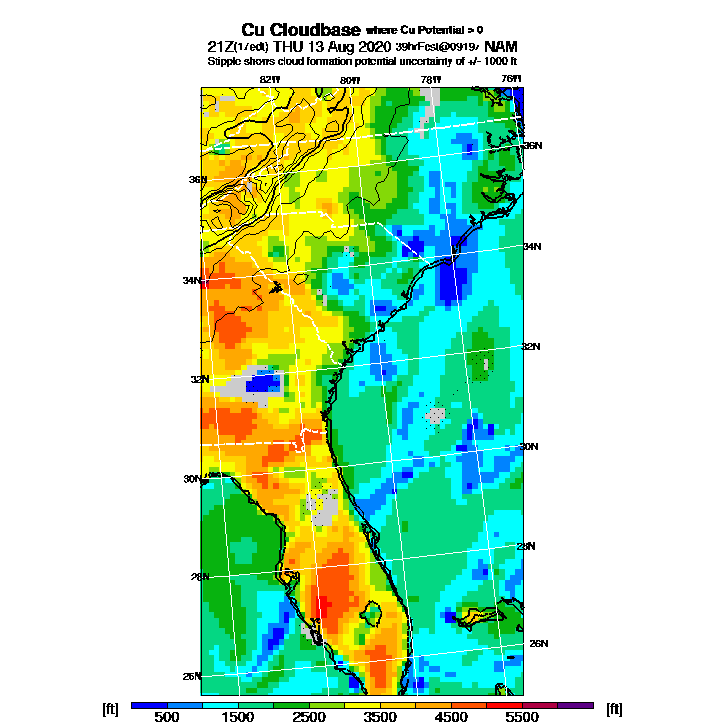 Cu Cloudbase where Cu Potential > 0
21Z(17edt) THU 13 Aug 2020 39hrFcst@0919z NAM
Stipple shows cloud formation potential uncertainty of +/- 1000 ft
82W 80W 78W 76W
36N
36N
34N
34N
32N
32N
30N
30N
28N
28N
26N
26N
[ft] 500 1500 2500 3500 4500 5500 [ft]